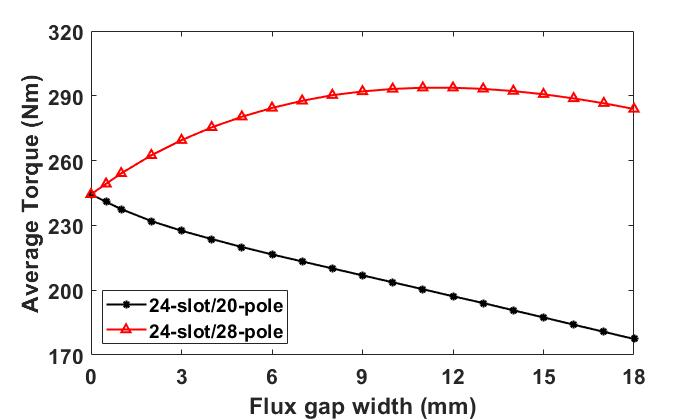 320
290
260
230
200
170
Average Torque (Nm)
24-slot/20-pole
24-slot/28-pole
0 3 6 9 12 15 18
Flux gap width (mm)